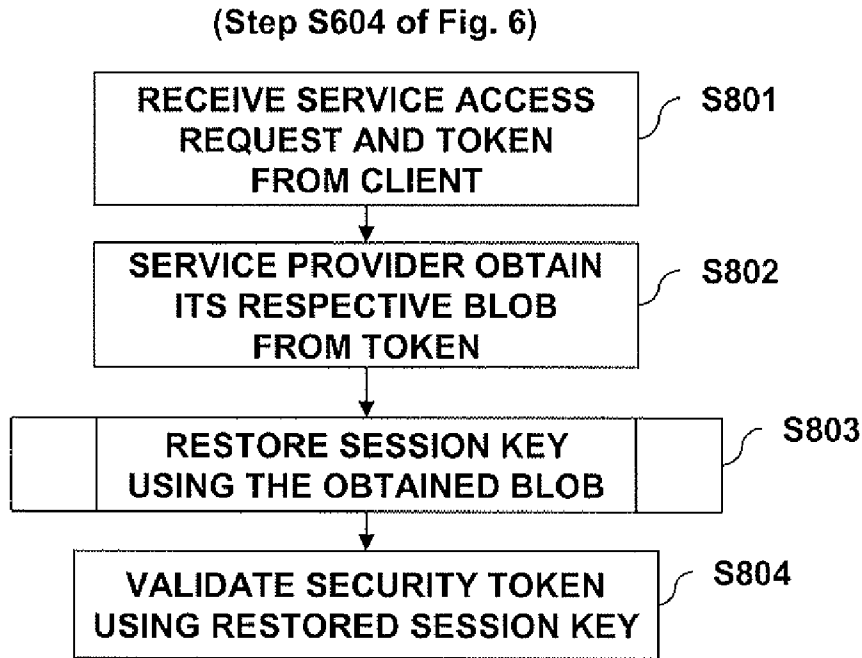 (Step S604 of Fig. 6)
RECEIVE SERVICE ACCESS
REQUEST AND TOKEN
FROM CLIENT
S801
SERVICE PROVIDER OBTAIN
ITS RESPECTIVE BLOB
FROM TOKEN
S802
RESTORE SESSION KEY
USING THE OBTAINED BLOB
S803
VALIDATE SECURITY TOKEN
USING RESTORED SESSION KEY
S804